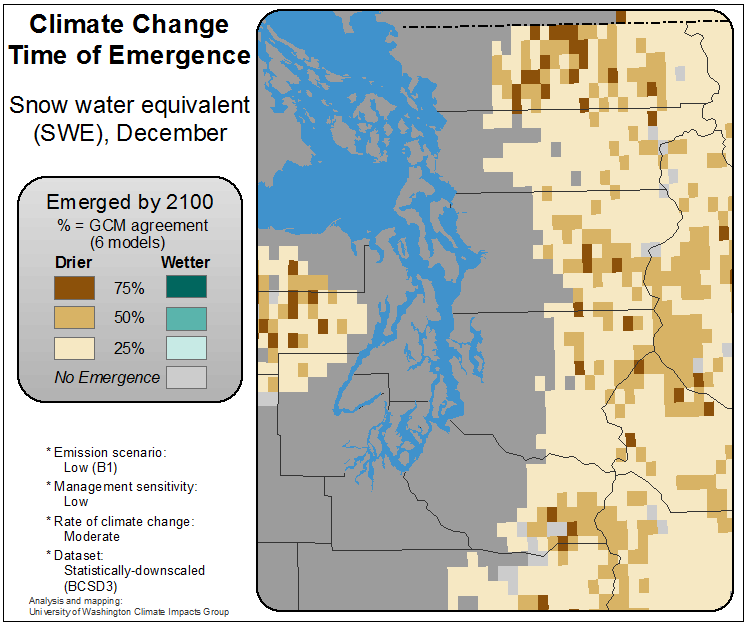 Climate Change
Time of Emergence
Snow water equivalent
(SWE), December
Emerged by 2100
% = GCM agreement
(6 models)
Drier Wetter
75%
50%
25%
No Emergence
* Emission scenario:
Low (B1)
* Management sensitivity:
Low
* Rate of climate change:
Moderate
* Dataset:
Statistically-downscaled
(BCSD3)
Analysis and mapping:
University of Washington Climate Impacts Group